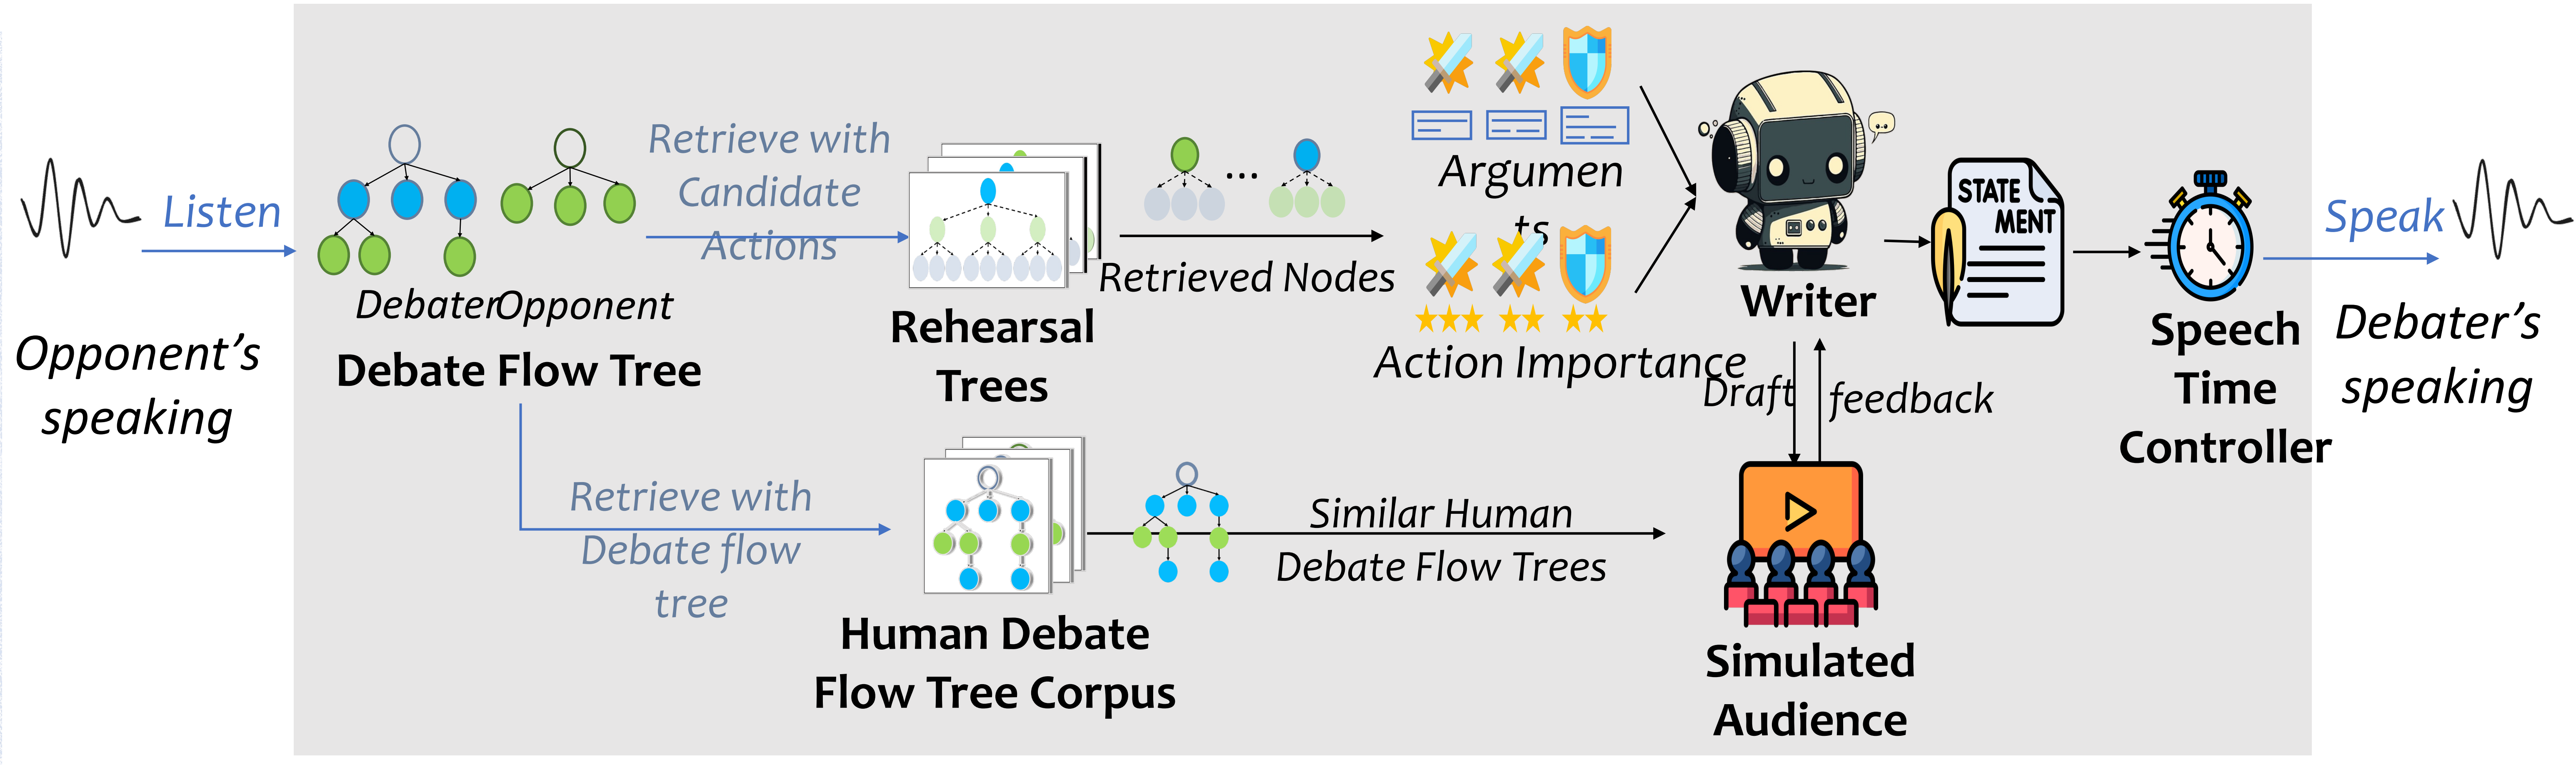 Opponent's
speaking
Listen
Debater
Opponent
Debate Flow Tree
Retrieve with
Candidate
Actions
Rehearsal
Trees
Retrieved Nodes
Argumen
ts
Action Importance
Writer
STATE
MENT
Speech
Time
Controller
Speak
Debater's
speaking
Draft
feedback
Retrieve with
Debate flow
tree
Human Debate
Flow Tree Corpus
Similar Human
Debate Flow Trees
Simulated
Audience